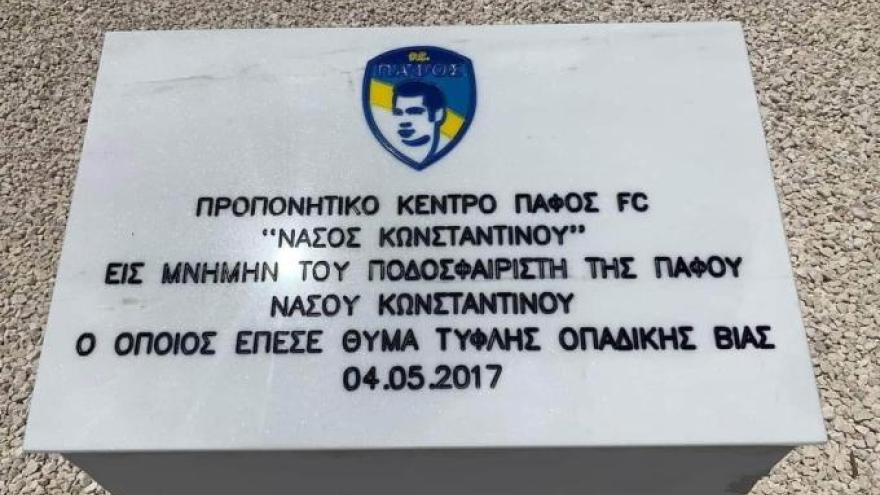 Π.Σ.
ΠΑΦΟΣ
ΠΡΟΠΟΝΗΤΙΚΟ ΚΕΝΤΡΟ ΠΑΦΟΣ FC
"ΝΑΣΟΣ ΚΩΝΣΤΑΝΤΙΝΟΥ"
ΕΙΣ ΜΝΗΜΗΝ ΤΟΥ ΠΟΔΟΣΦΑΙΡΙΣΤΗ ΤΗΣ ΠΑΦΟΥ
ΝΑΣΟΥ ΚΩΝΣΤΑΝΤΙΝΟΥ
Ο ΟΠΟΙΟΣ ΕΠΕΣΕ ΘΥΜΑ ΤΥΦΛΗΣ ΟΠΑΔΙΚΗΣ ΒΙΑΣ
04.05.2017